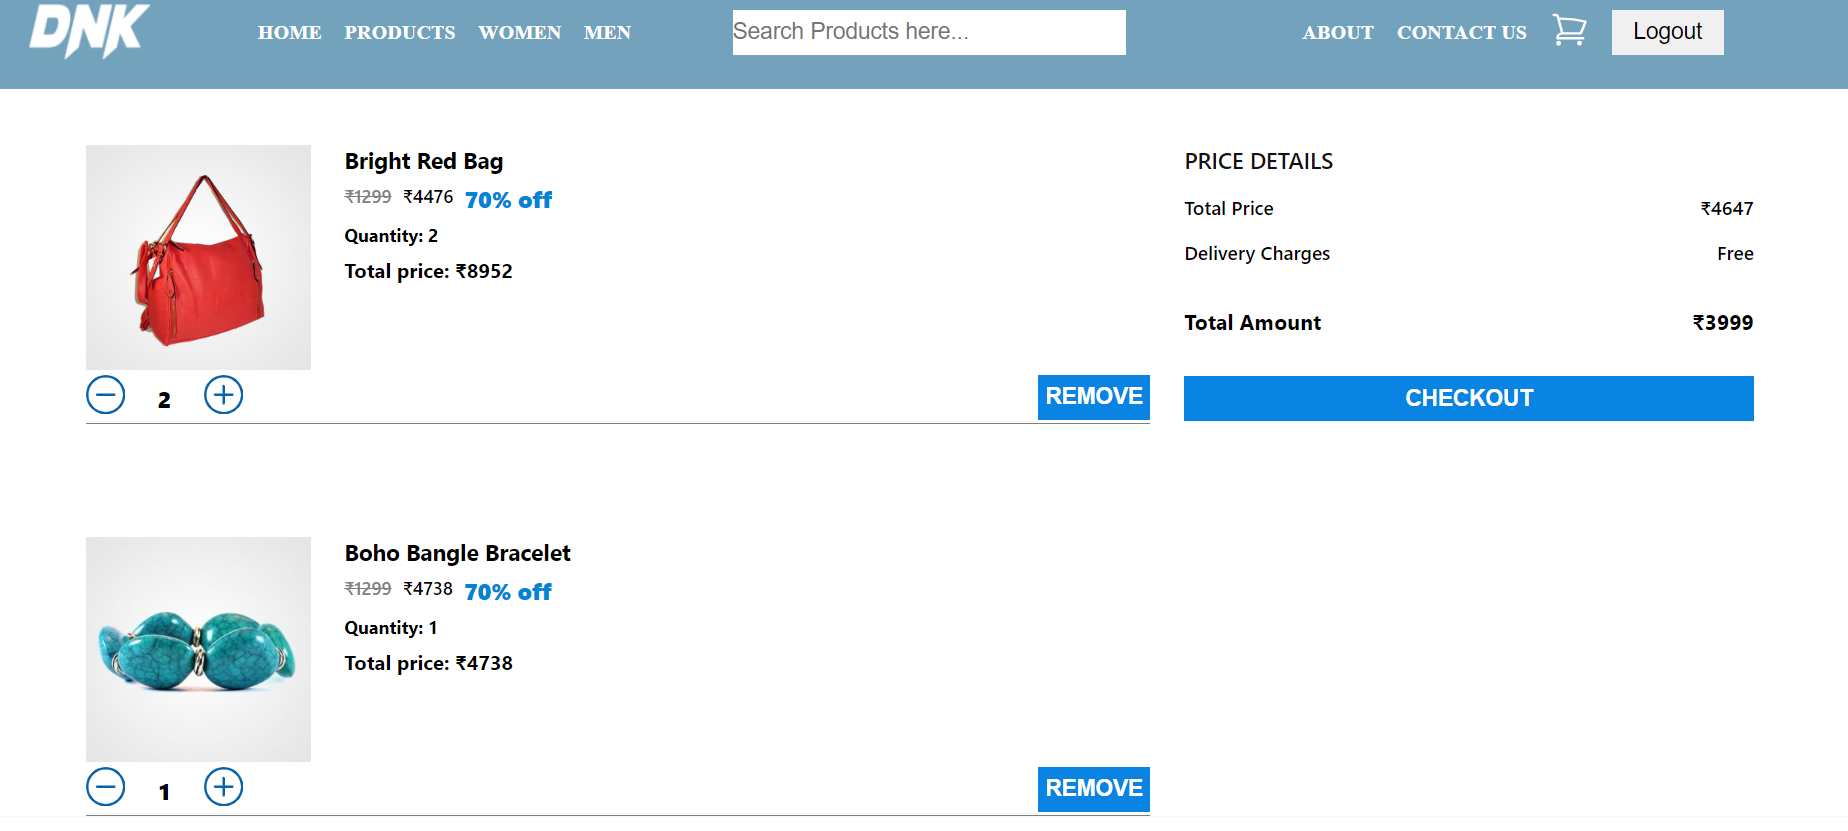 DNK
HOME PRODUCTS WOMEN MEN
Search Products here...
ABOUT CONTACT US
Logout
Bright Red Bag
₹1299 ₹4476 70% off
Quantity: 2
Total price: ₹8952
2
REMOVE
PRICE DETAILS
Total Price ₹4647
Delivery Charges Free
Total Amount ₹3999
CHECKOUT
Boho Bangle Bracelet
₹1299 ₹4738 70% off
Quantity: 1
Total price: ₹4738
1
REMOVE